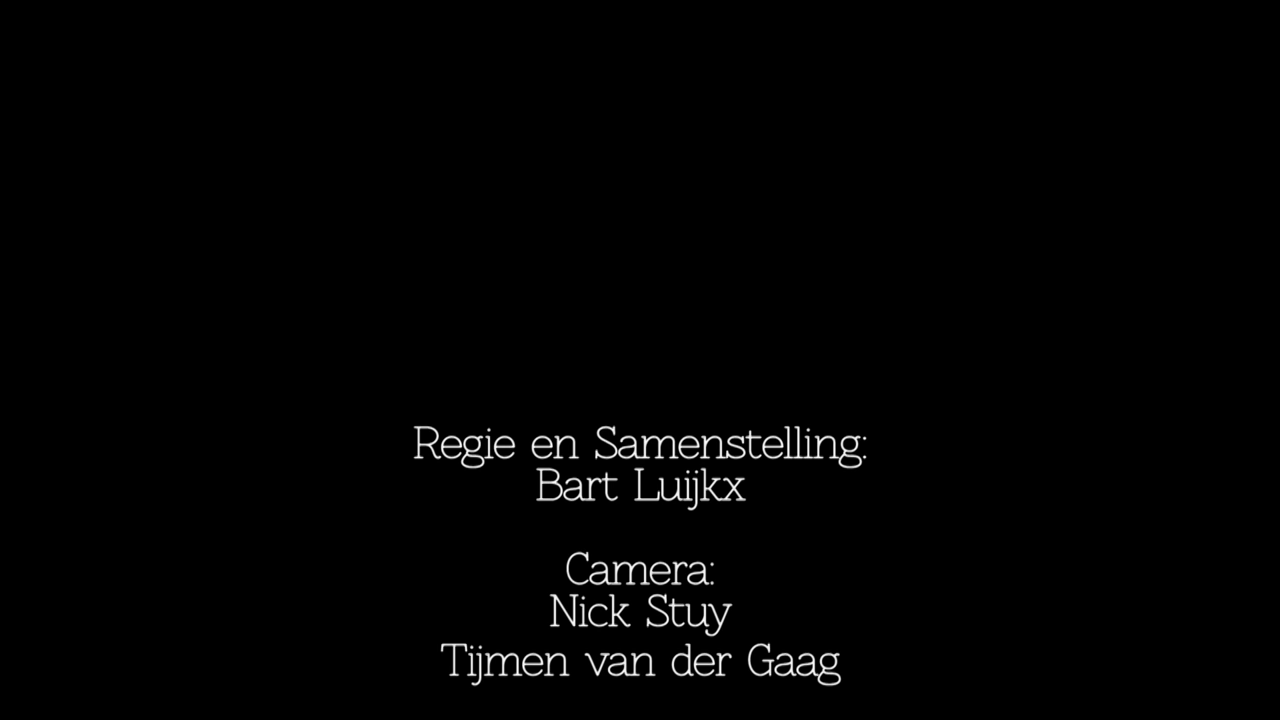 Regie en Samenstelling:
Bart Luijkx
Camera:
Nick Stuy
Tijmen van der Gaag